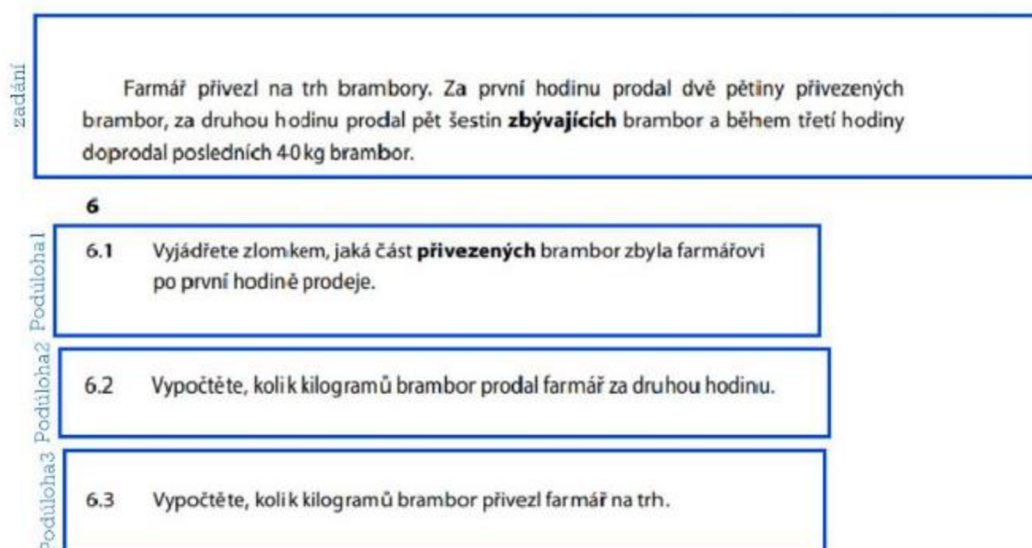 zadání
Farmář přivezl na trh brambory. Za první hodinu prodal dvě pětiny přivezených
brambor, za druhou hodinu prodal pět šestin zbývajících brambor a během třetí hodiny
doprodal posledních 40 kg brambor.
6
Podúloha1
6.1 Vyjádřete zlomkem, jaká část přivezených brambor zbyla farmářovi
po první hodině prodeje.
Podúloha2
6.2 Vypočtěte, kolik kilogramů brambor prodal farmář za druhou hodinu.
Podúloha3
6.3 Vypočtěte, kolik kilogramů brambor přivezl farmář na trh.